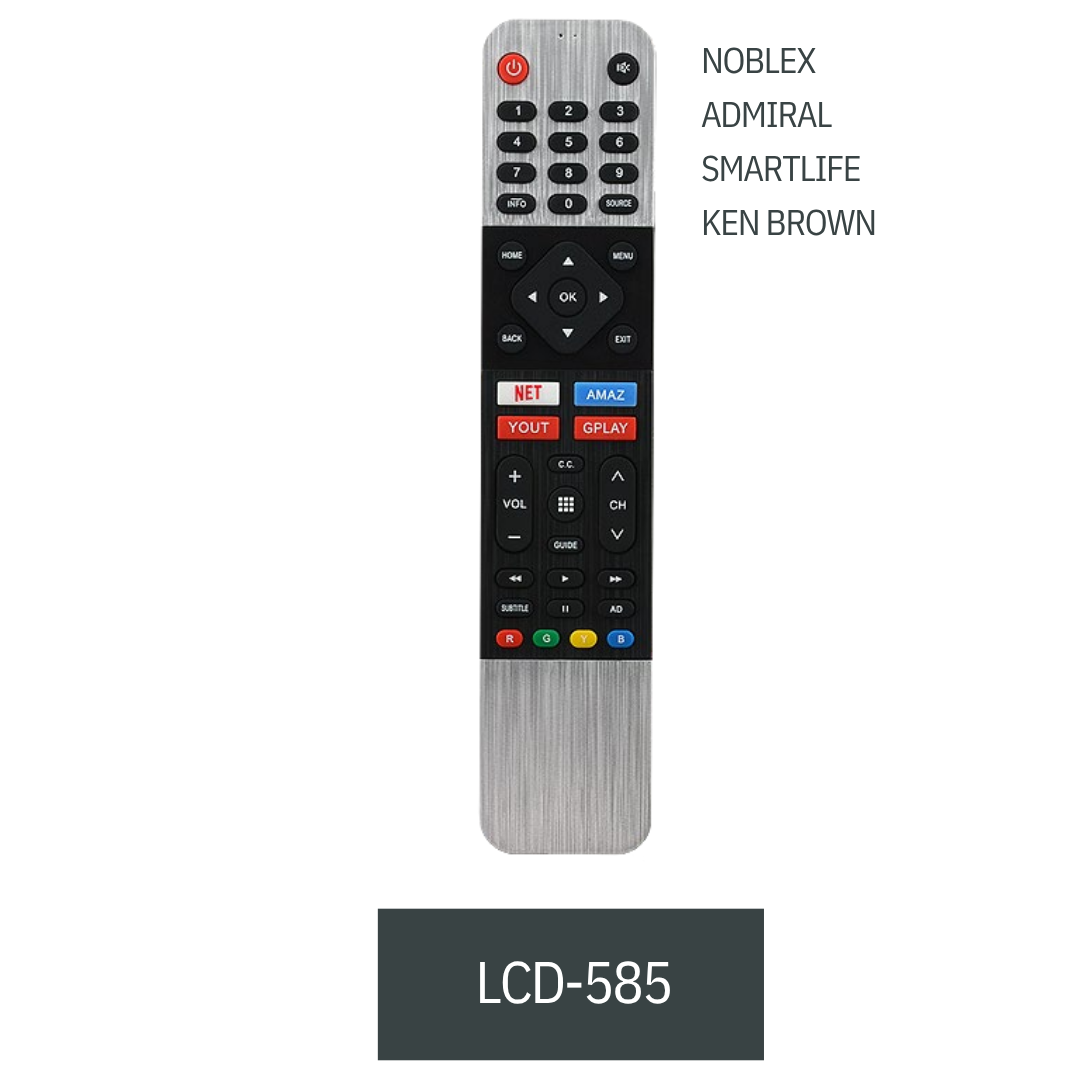 NOBLEX
ADMIRAL
SMARTLIFE
KEN BROWN
1 2 3
4 5 6
7 8 9
INFO 0 SOURCE
HOME MENU
OK
BACK EXIT
NET AMAZ
YOUT GPLAY
C.C.
+
VOL CH
−
GUIDE
SUBTITLE AD
R G Y B
LCD-585